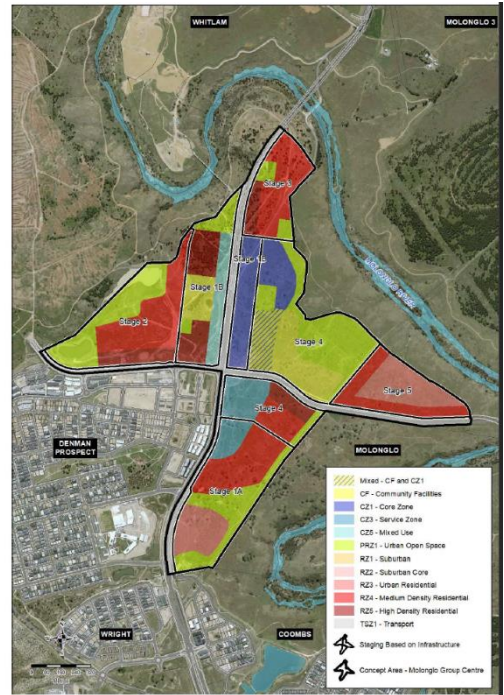 WHITLAM
MOLONGLO 3
Stage 3
Stage 1c
Stage 1B
MOLONGLO RIVER
Stage 2
Stage 4
Stage 5
Stage 4
DENMAN
PROSPECT
MOLONGLO
Stage 1A
WRIGHT
COOMBS
Mixed - CF and CZ1
CF - Community Facilities
CZ1 - Core Zone
CZ3 - Service Zone
CZ5 - Mixed Use
PRZ1 - Urban Open Space
RZ1 - Suburban
RZ2 - Suburban Core
RZ3 - Urban Residential
RZ4 - Medium Density Residential
RZ5 - High Density Residential
TSZ1 - Transport
Staging Based on Infrastructure
Concept Area - Molonglo Group Centre